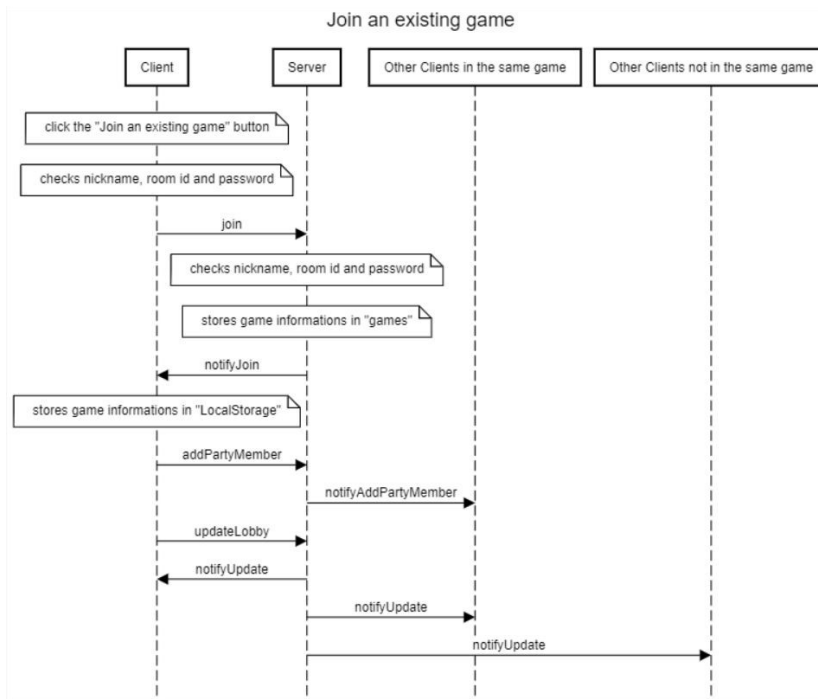 Join an existing game
Client
Server
Other Clients in the same game
Other Clients not in the same game
click the "Join an existing game" button
checks nickname, room id and password
join
checks nickname, room id and password
stores game informations in "games"
notifyJoin
stores game informations in "LocalStorage"
addPartyMember
notifyAddPartyMember
updateLobby
notifyUpdate
notifyUpdate
notifyUpdate